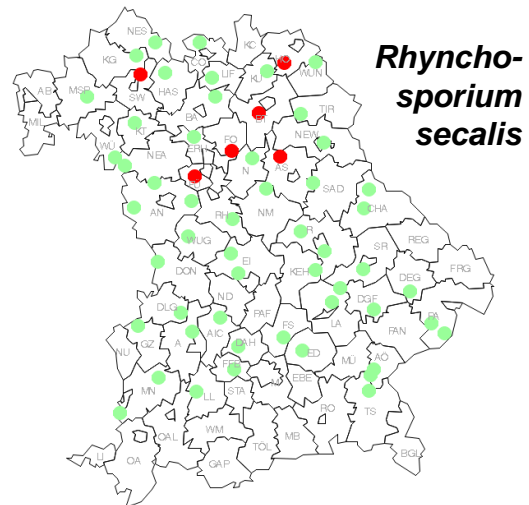 Rhyncho-
sporium
secalis
NES
CO
KC
KG
LIF
KU
HO
WUN
AB
MSP
SW
HAS
MIL
BA
BT
TIR
KT
WÜ
NEA
ERH
FO
NEW
N
AS
AN
SAD
RH
NM
CHA
R
WUG
SR
REG
EI
KEH
DON
DEG
FRG
ND
DLG
PAF
DGF
LA
PA
PAN
NU
GZ
A
AIC
FS
DAH
ED
MÜ
AÖ
FFB
MN
LL
STA
M
EBE
RO
TS
OAL
WM
TÖL
MB
LI
OA
GAP
BGL